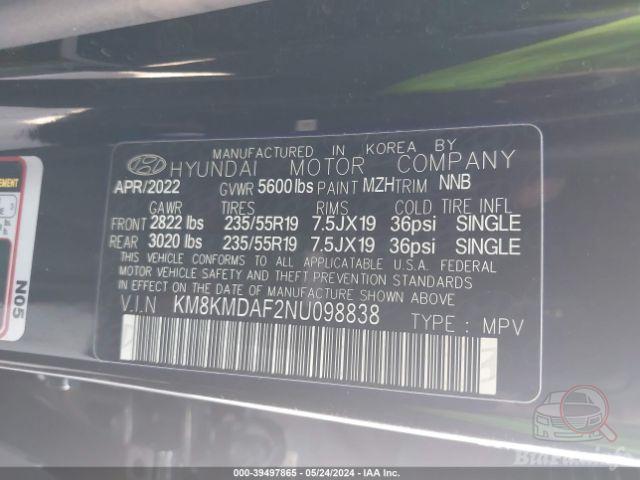 MANUFACTURED IN KOREA BY
HYUNDAI MOTOR COMPANY
APR/2022 GVWR 5600 lbs PAINT MZH TRIM NNB
GAWR TIRES RIMS COLD TIRE INFL
FRONT 2822 lbs 235/55R19 7.5JX19 36psi SINGLE
REAR 3020 lbs 235/55R19 7.5JX19 36psi SINGLE
THIS VEHICLE CONFORMS TO ALL APPLICATABLE U.S.A. FEDERAL
MOTOR VEHICLE SAFETY AND THEFT PREVENTION STANDARDS
IN EFFECT ON THE DATE OF MANUFACTURE SHOWN ABOVE
V.I.N KM8KMDAF2NU098838 TYPE : MPV
N05
000-39497865 - 05/24/2024 - IAA Inc.